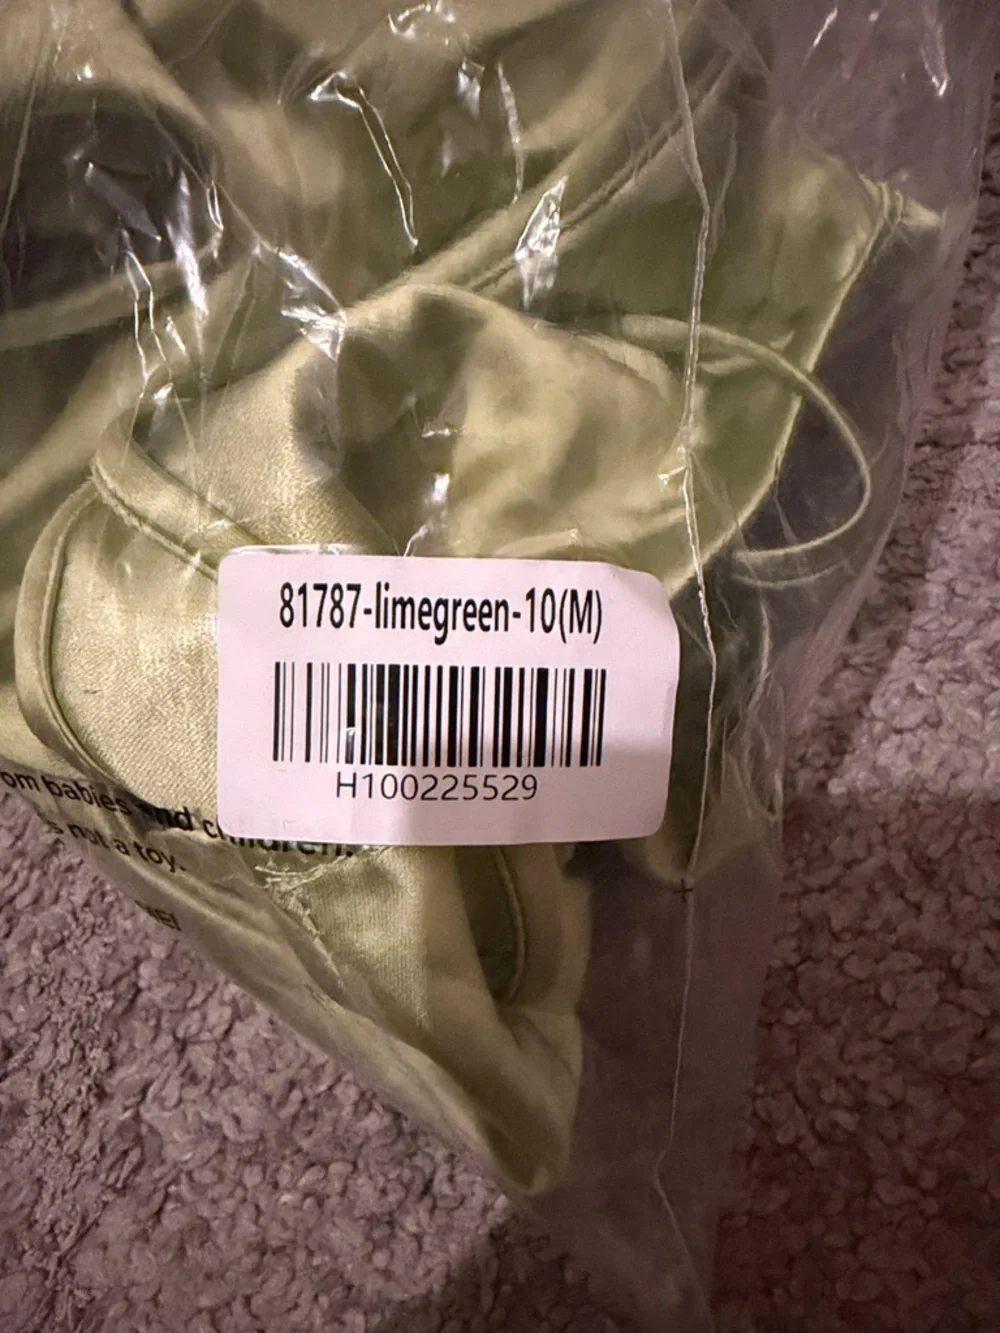 81787-limegreen-10(M)
H100225529
om babies and children.
s not a toy.